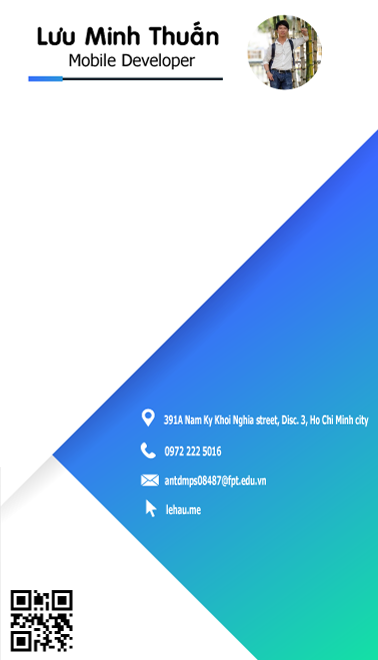 Lưu Minh Thuấn
Mobile Developer
391A Nam Ky Khoi Nghia street, Disc. 3, Ho Chi Minh city
0972 222 5016
antdmps08487@fpt.edu.vn
lehau.me